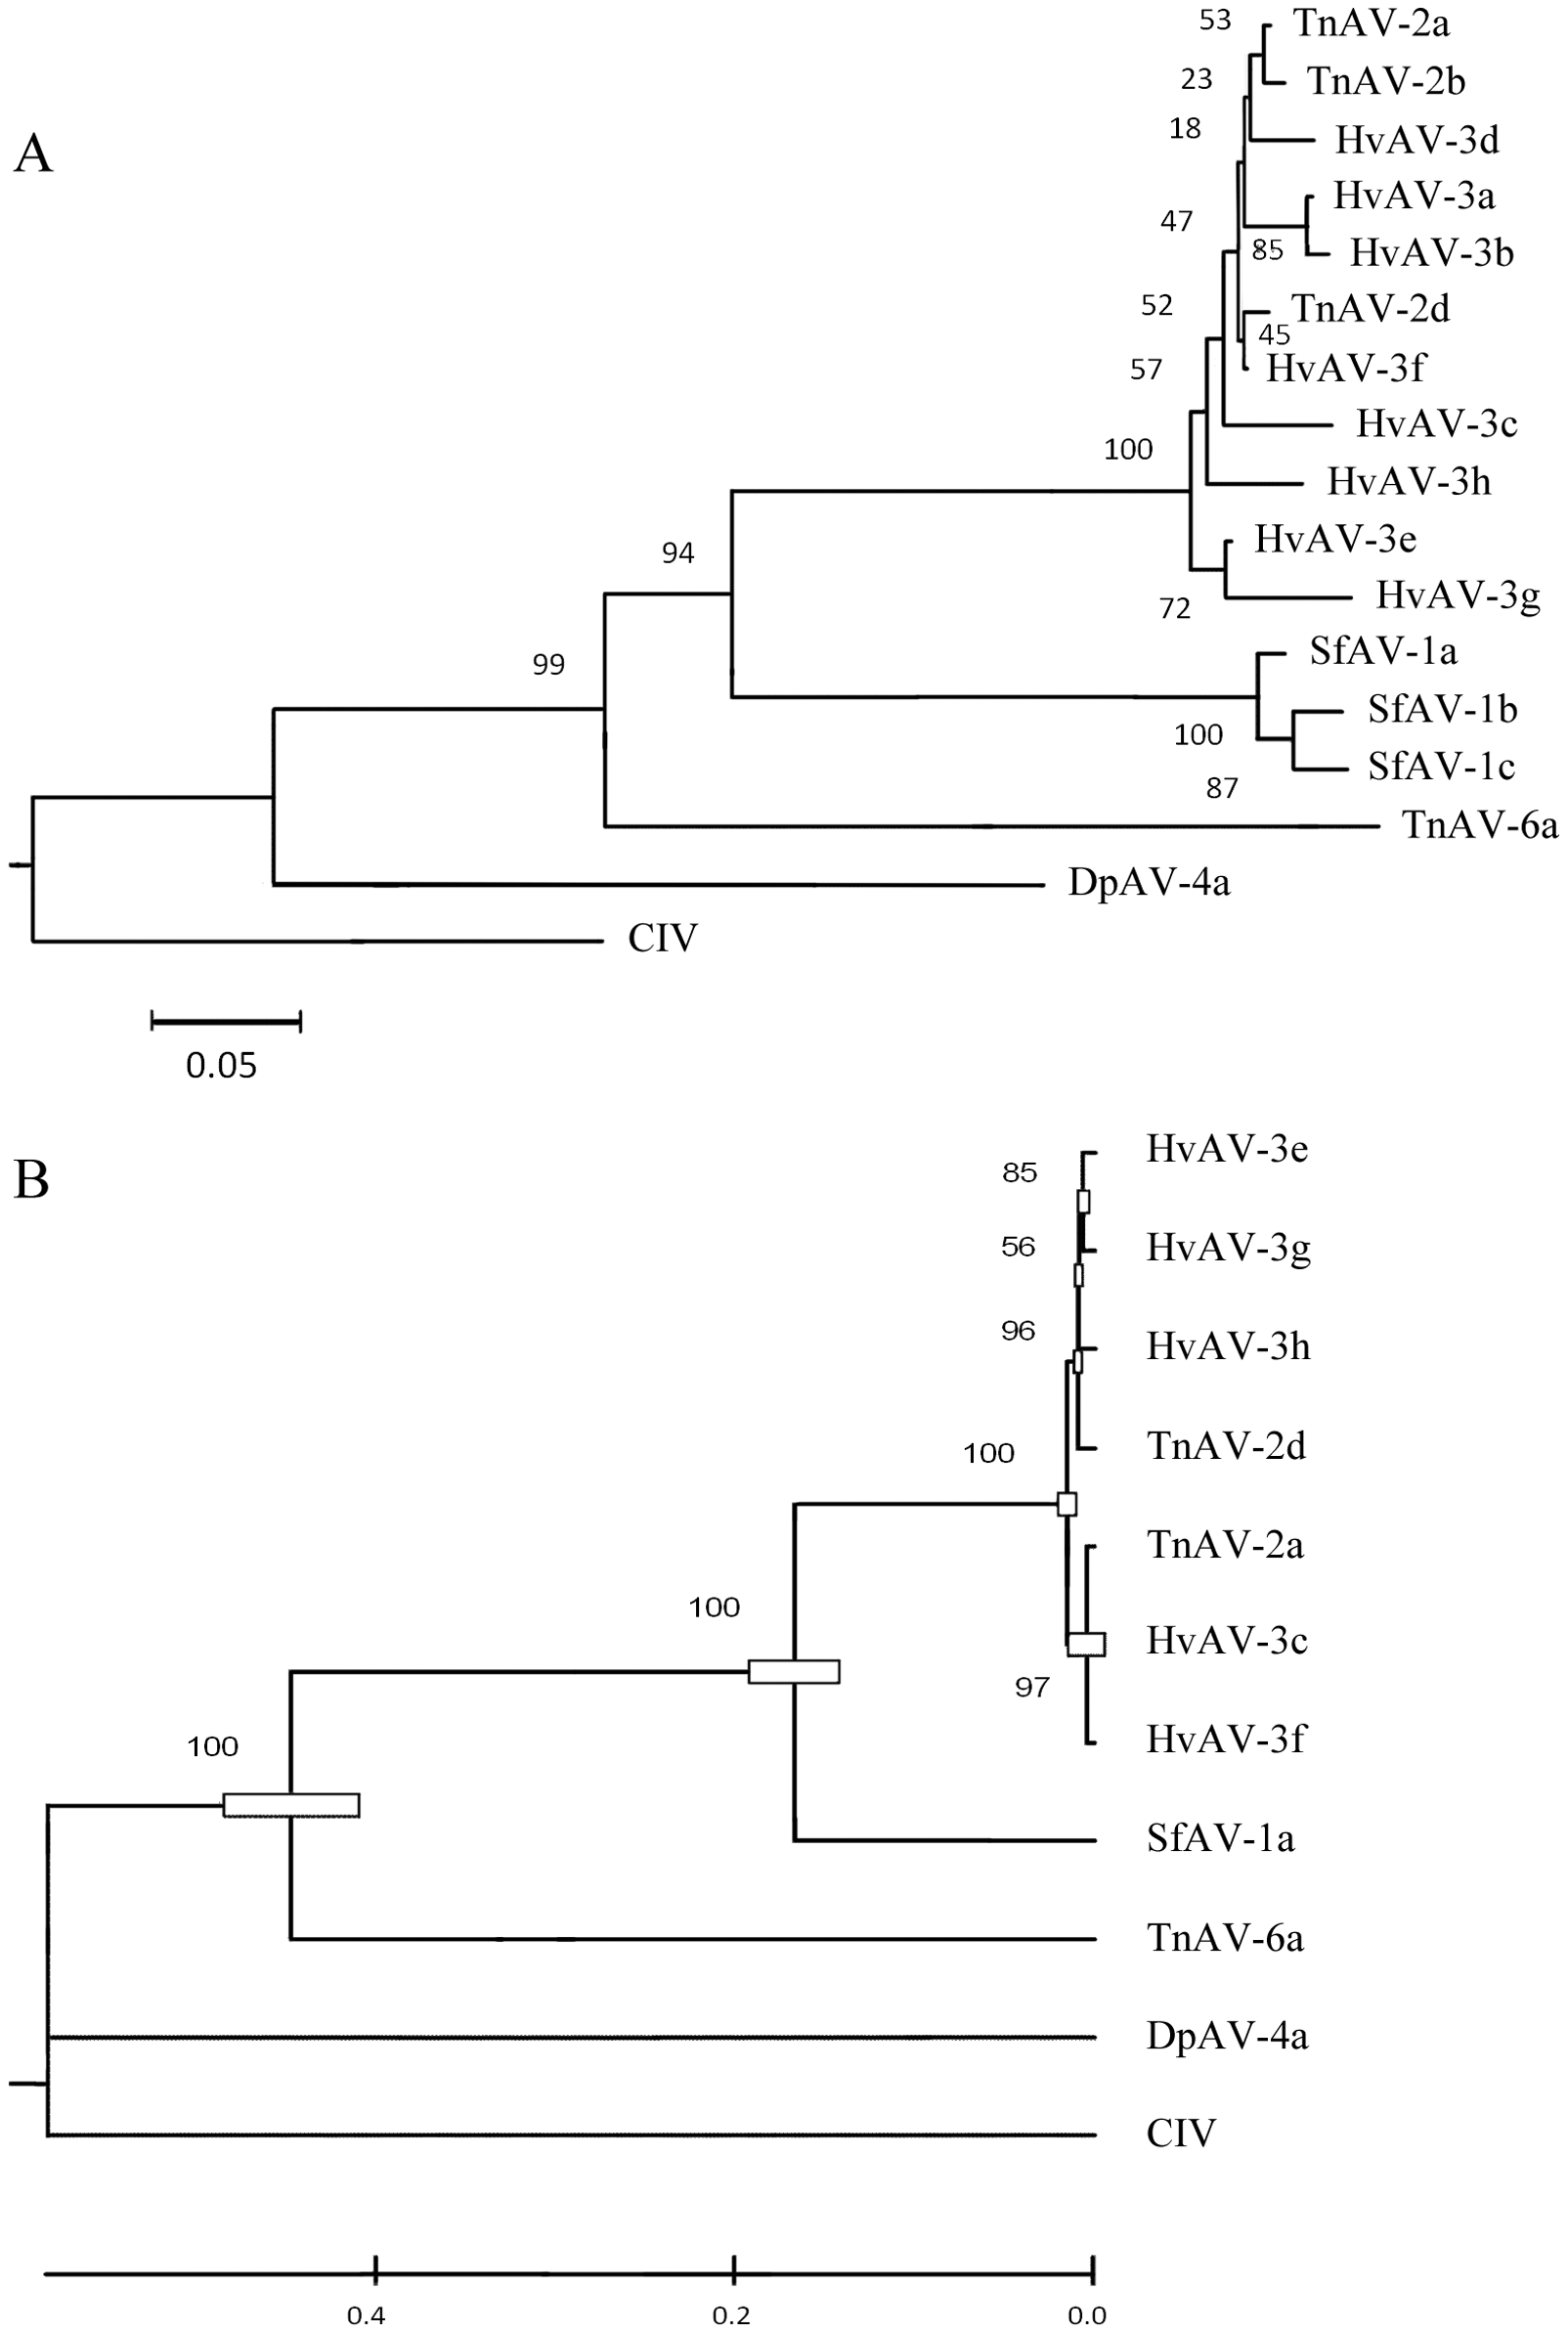 53 TnAV-2a
23 TnAV-2b
18 HvAV-3d
A
HvAV-3a
47
85 HvAV-3b
52 TnAV-2d
45
57 HvAV-3f
HvAV-3c
100
HvAV-3h
94 HvAV-3e
72 HvAV-3g
99 SfAV-1a
SfAV-1b
100
SfAV-1c
87
TnAV-6a
DpAV-4a
CIV
0.05
B
HvAV-3e
85
56 HvAV-3g
96 HvAV-3h
100 TnAV-2d
TnAV-2a
100
HvAV-3c
97
HvAV-3f
100
SfAV-1a
TnAV-6a
DpAV-4a
CIV
0.4 0.2 0.0